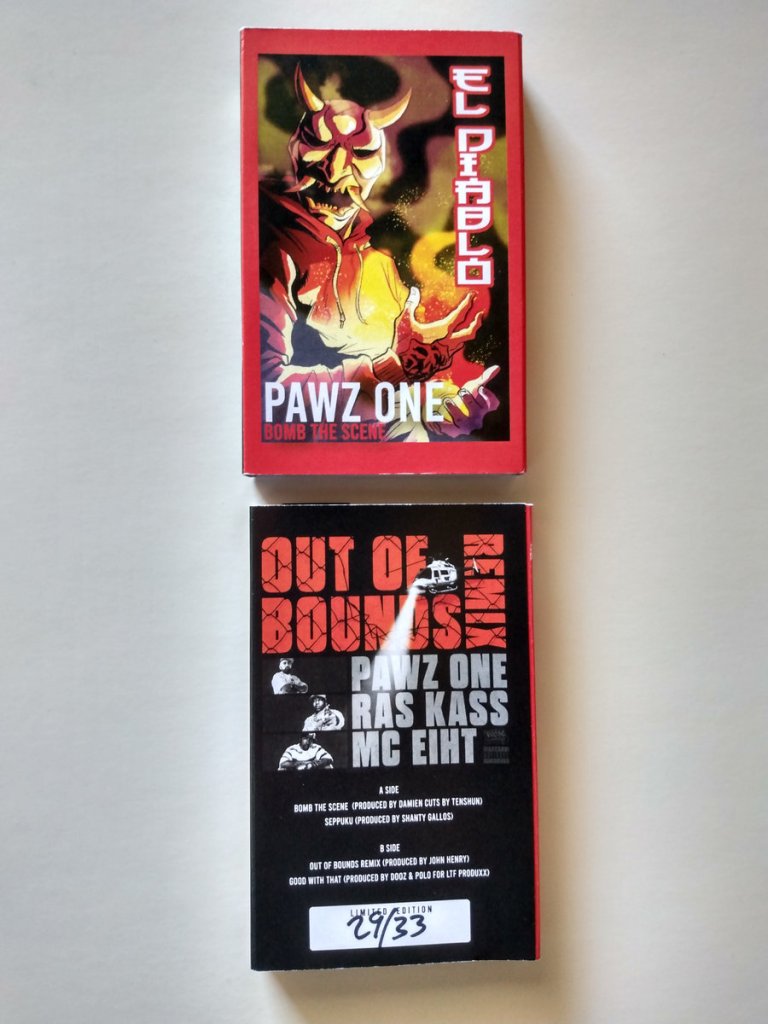 EL DIABLO
PAWZ ONE
BOMB THE SCENE
OUT OF
BOUNDS
REMIX
PAWZ ONE
RAS KASS
MC EIHT
A SIDE
BOMB THE SCENE (PRODUCED BY DAMIEN CUTS BY TENSHUN)
SEPPUKU (PRODUCED BY SHANTY GALLOS)
B SIDE
OUT OF BOUNDS REMIX (PRODUCED BY JOHN HENRY)
GOOD WITH THAT (PRODUCED BY DOOZ & POLO FOR LTF PRODUXX)
LIMITED EDITION
29/33